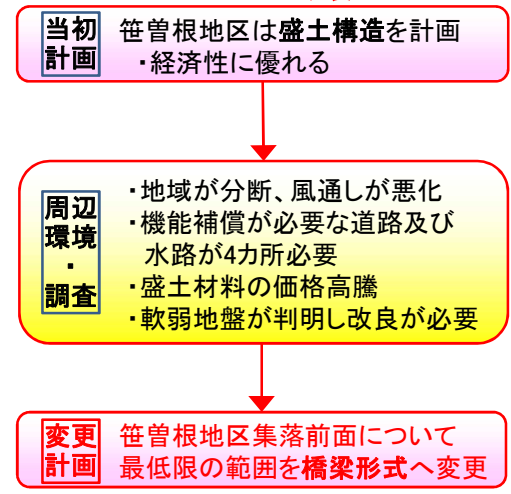 当初
計画
笹曽根地区は盛土構造を計画
・経済性に優れる
周辺
環境
・
調査
・地域が分断、風通しが悪化
・機能補償が必要な道路及び
水路が4カ所必要
・盛土材料の価格高騰
・軟弱地盤が判明し改良が必要
変更
計画
笹曽根地区集落前面について
最低限の範囲を橋梁形式へ変更